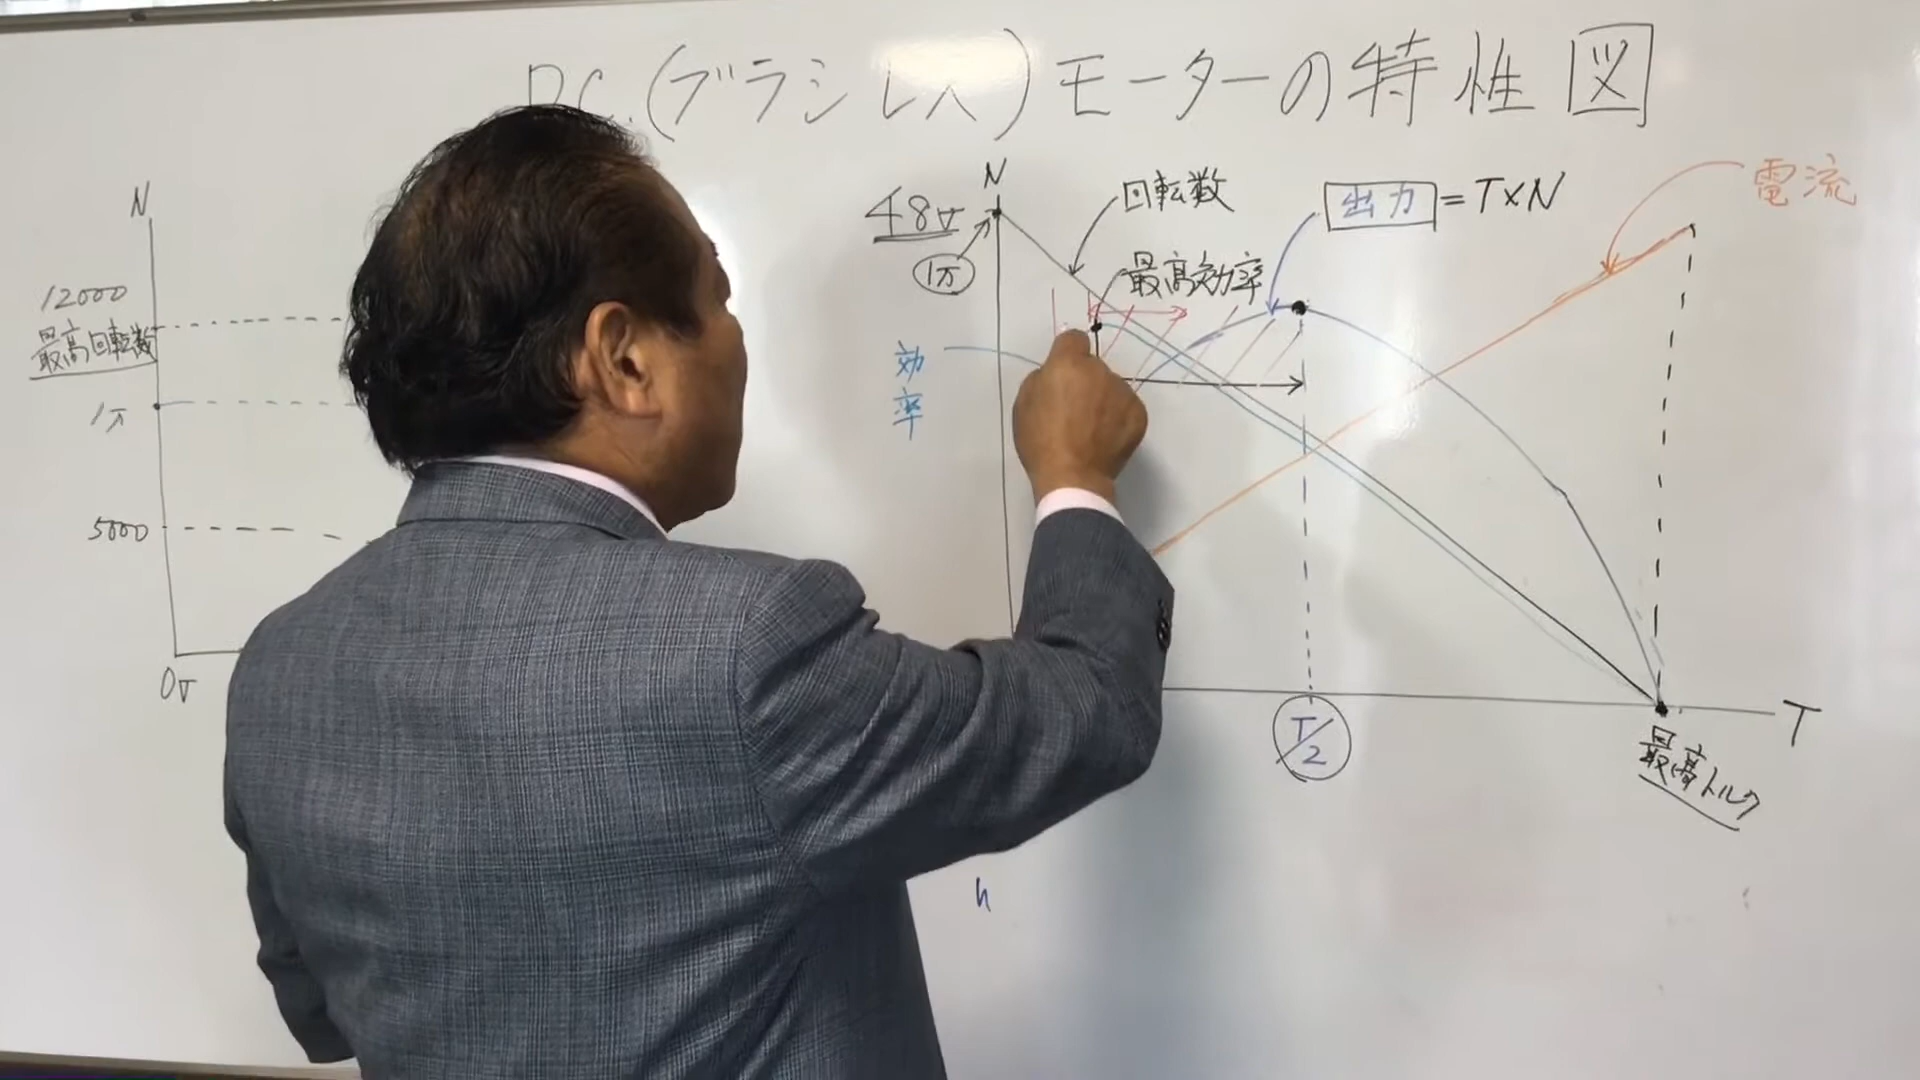 D.C.(ブラシレス)モーターの特性図
N
12000
最高回転数
1万
5000
0V
N
48V
1万
回転数
最高効率
出力=T×N
電流
効率
T/2
T
最高トルク
h